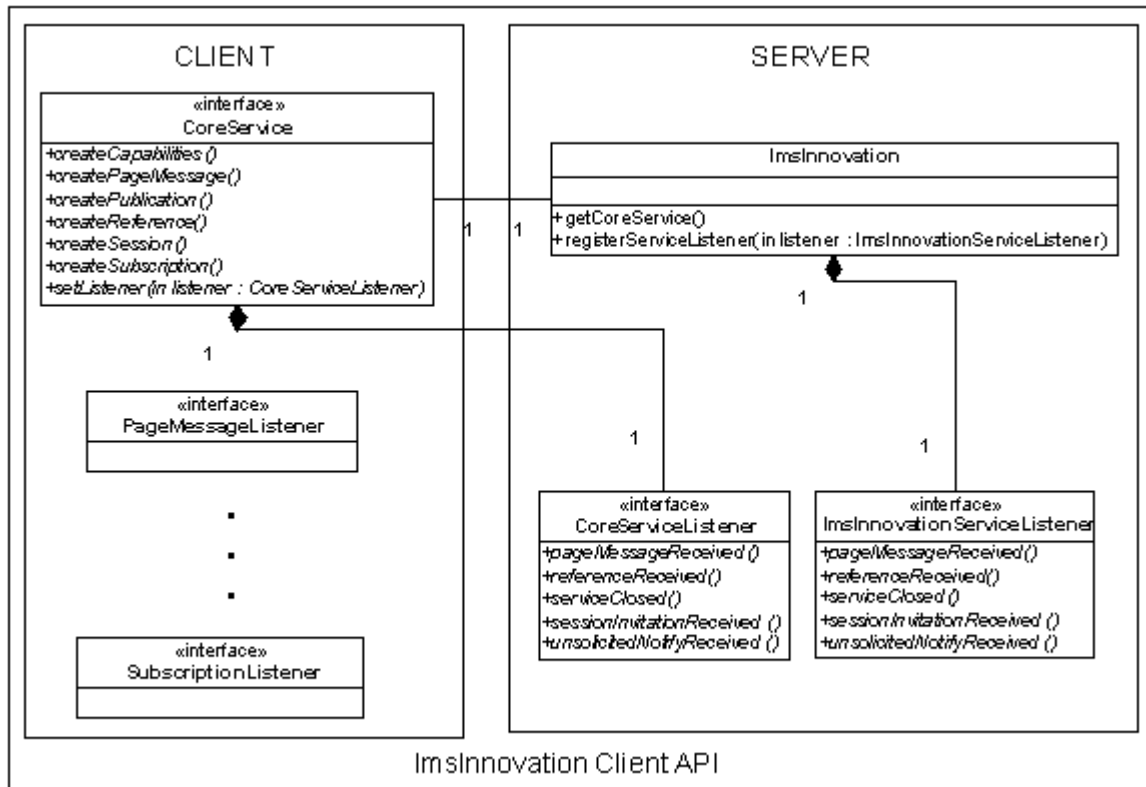 CLIENT
«interface»
CoreService
+createCapabilities()
+createPageMessage()
+createPublication()
+createReference()
+createSession()
+createSubscription()
+setListener(in listener : CoreServiceListener)
1
«interface»
PageMessageListener
«interface»
SubscriptionListener
SERVER
ImsInnovation
+ getCoreService()
+ registerServiceListener(in listener : ImsInnovationServiceListener)
1
1
1
1
1
«interface»
CoreServiceListener
+pageMessageReceived()
+referenceReceived()
+serviceClosed()
+sessionInvitationReceived ()
+unsolicitedNotifyReceived ()
«interface»
ImsInnovationServiceListener
+pageMessageReceived()
+referenceReceived()
+serviceClosed()
+sessionInvitationReceived ()
+unsolicitedNotifyReceived ()
ImsInnovation Client API